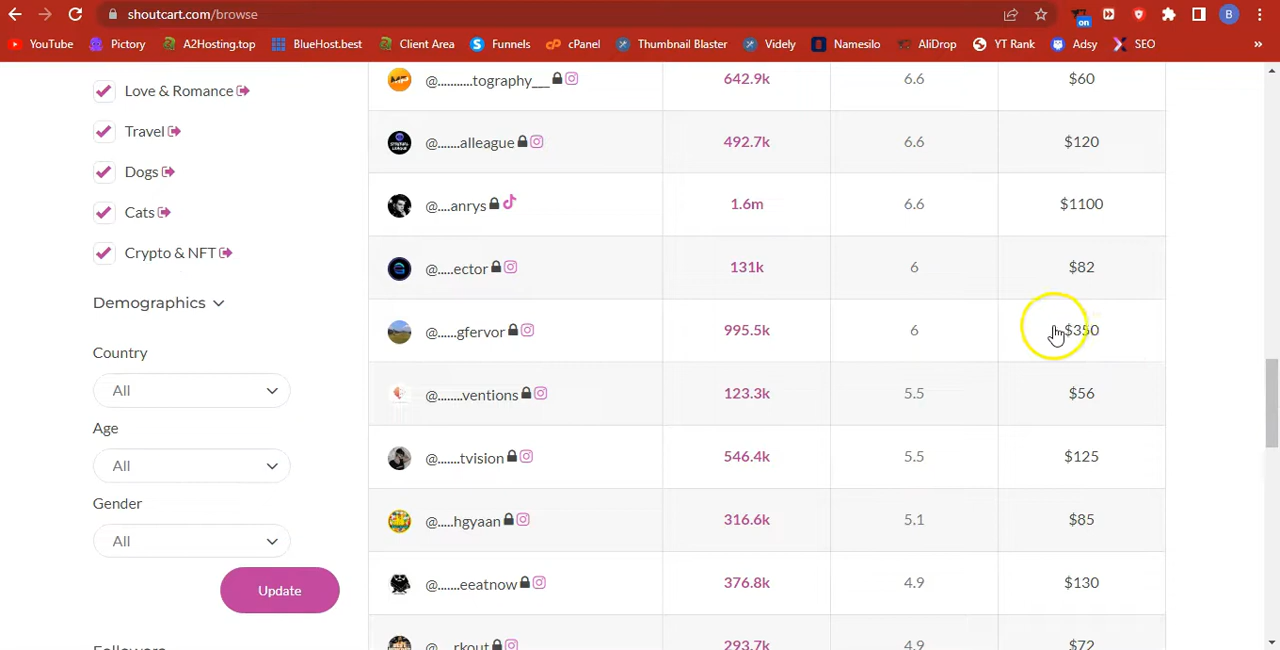 shoutcart.com/browse
B
on
YouTube Pictory A2Hosting.top BlueHost.best Client Area Funnels cPanel Thumbnail Blaster Videly Namesilo AliDrop YT Rank Adsy SEO »
Love & Romance
Travel
Dogs
Cats
Crypto & NFT
Demographics
Country
All
Age
All
Gender
All
Update
Followers
@...........tography___ 642.9k 6.6 $60
@.......alleague 492.7k 6.6 $120
@....anrys 1.6m 6.6 $1100
@.....ector 131k 6 $82
@......gfervor 995.5k 6 $350
@........ventions 123.3k 5.5 $56
@.......tvision 546.4k 5.5 $125
@.....hgyaan 316.6k 5.1 $85
@.......eeatnow 376.8k 4.9 $130
@.......rkout 293.7k 4.9 $72